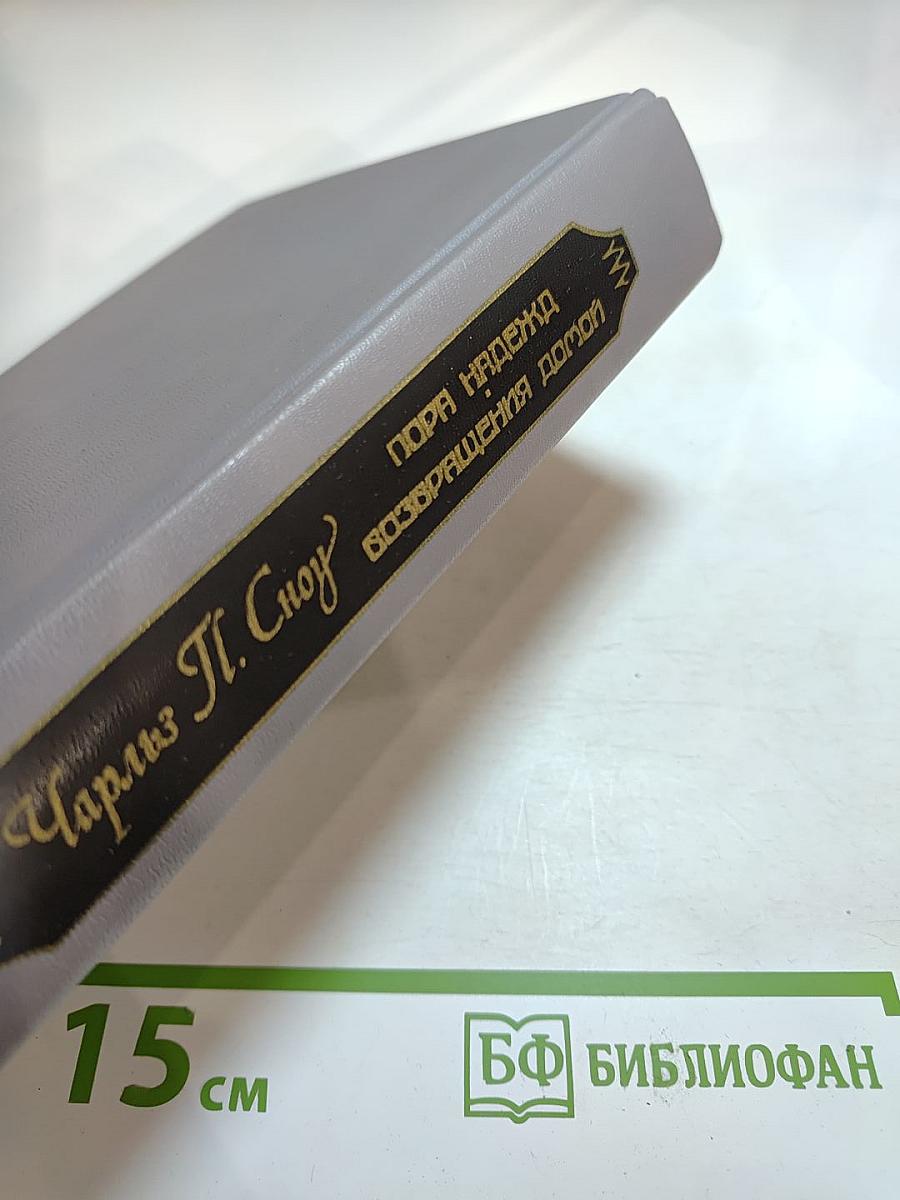 Чарльз П. Сноу
ПОРА НАДЕЖД
ВОЗВРАЩЕНИЯ ДОМОЙ
15 см
БФ БИБЛИОФАН